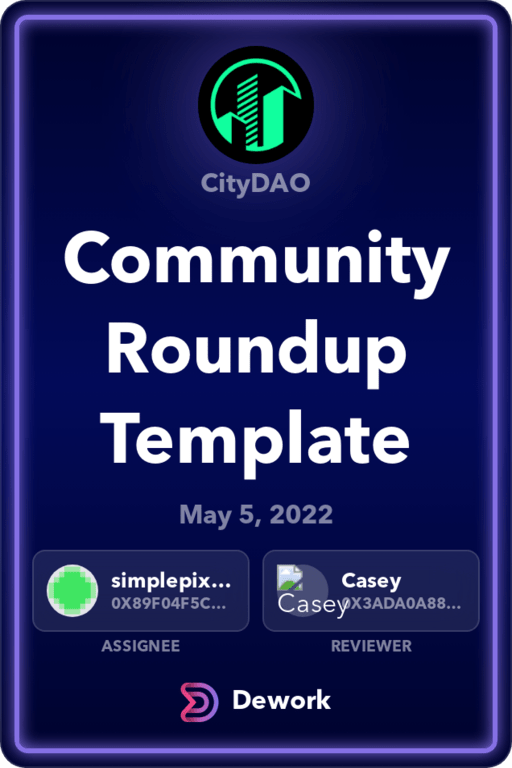 CityDAO
Community
Roundup
Template
May 5, 2022
simplepix...
0X89F04F5C...
Casey
Casey
0X3ADA0A88...
ASSIGNEE
REVIEWER
Dework